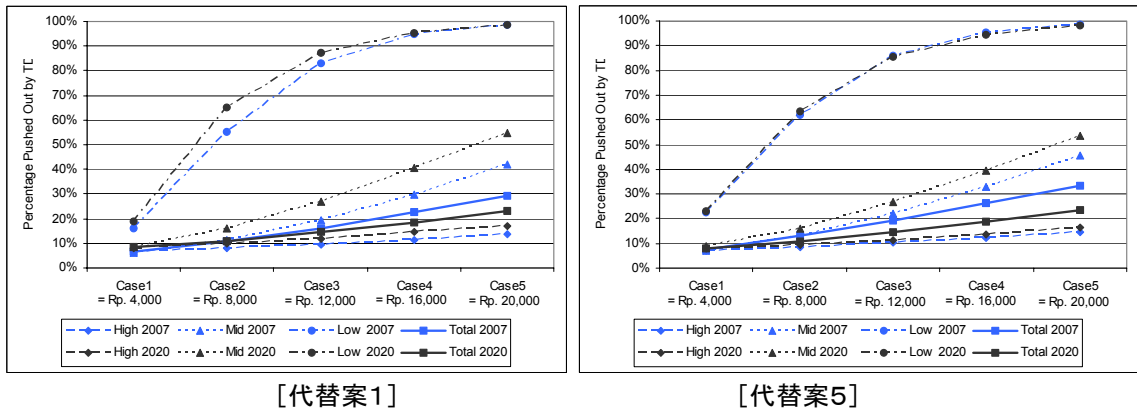 Percentage Pushed Out by T
100%
90%
80%
70%
60%
50%
40%
30%
20%
10%
0%
Case1 Case2 Case3 Case4 Case5
= Rp. 4,000 = Rp. 8,000 = Rp. 12,000 = Rp. 16,000 = Rp. 20,000
High 2007 Mid 2007 Low 2007 Total 2007
High 2020 Mid 2020 Low 2020 Total 2020
[代替案1]
Percentage Pushed Out by T
100%
90%
80%
70%
60%
50%
40%
30%
20%
10%
0%
Case1 Case2 Case3 Case4 Case5
= Rp. 4,000 = Rp. 8,000 = Rp. 12,000 = Rp. 16,000 = Rp. 20,000
High 2007 Mid 2007 Low 2007 Total 2007
High 2020 Mid 2020 Low 2020 Total 2020
[代替案5]